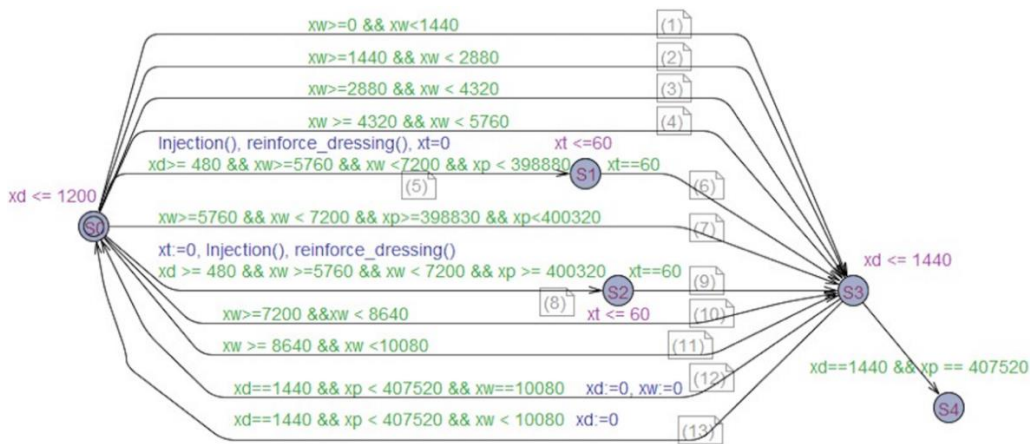 xw>=0 && xw<1440 (1)
xw>=1440 && xw < 2880 (2)
xw>=2880 && xw < 4320 (3)
xw >= 4320 && xw < 5760 (4)
Injection(), reinforce_dressing(), xt=0 xt <=60
xd>= 480 && xw>=5760 && xw <7200 && xp < 398880 S1 xt==60
(5) (6)
xd <= 1200
S0 xw>=5760 && xw < 7200 && xp>=398830 && xp<400320 (7)
xt:=0, Injection(), reinforce_dressing()
xd <= 1440
xd >= 480 && xw >=5760 && xw < 7200 && xp >= 400320 xt==60
(8) S2 (9) S3
xw>=7200 &&xw < 8640 xt <= 60 (10)
xw >= 8640 && xw <10080 (11)
xd==1440 && xp == 407520
xd==1440 && xp < 407520 && xw==10080 xd:=0, xw:=0 (12)
S4
xd==1440 && xp < 407520 && xw < 10080 xd:=0 (13)